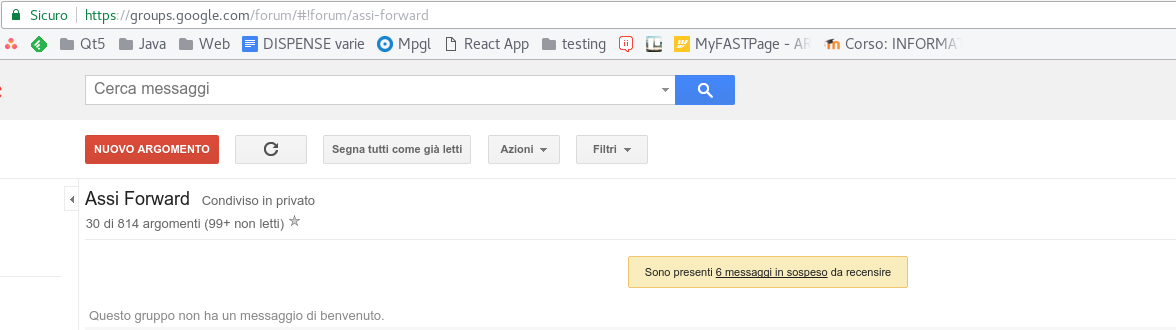 Sicuro https://groups.google.com/forum/#!forum/assi-forward
Qt5 Java Web DISPENSE varie Mpgl React App testing MyFASTPage - AR Corso: INFORMAT
Cerca messaggi
NUOVO ARGOMENTO Segna tutti come già letti Azioni Filtri
Assi Forward Condiviso in privato
30 di 814 argomenti (99+ non letti)
Sono presenti 6 messaggi in sospeso da recensire
Questo gruppo non ha un messaggio di benvenuto.